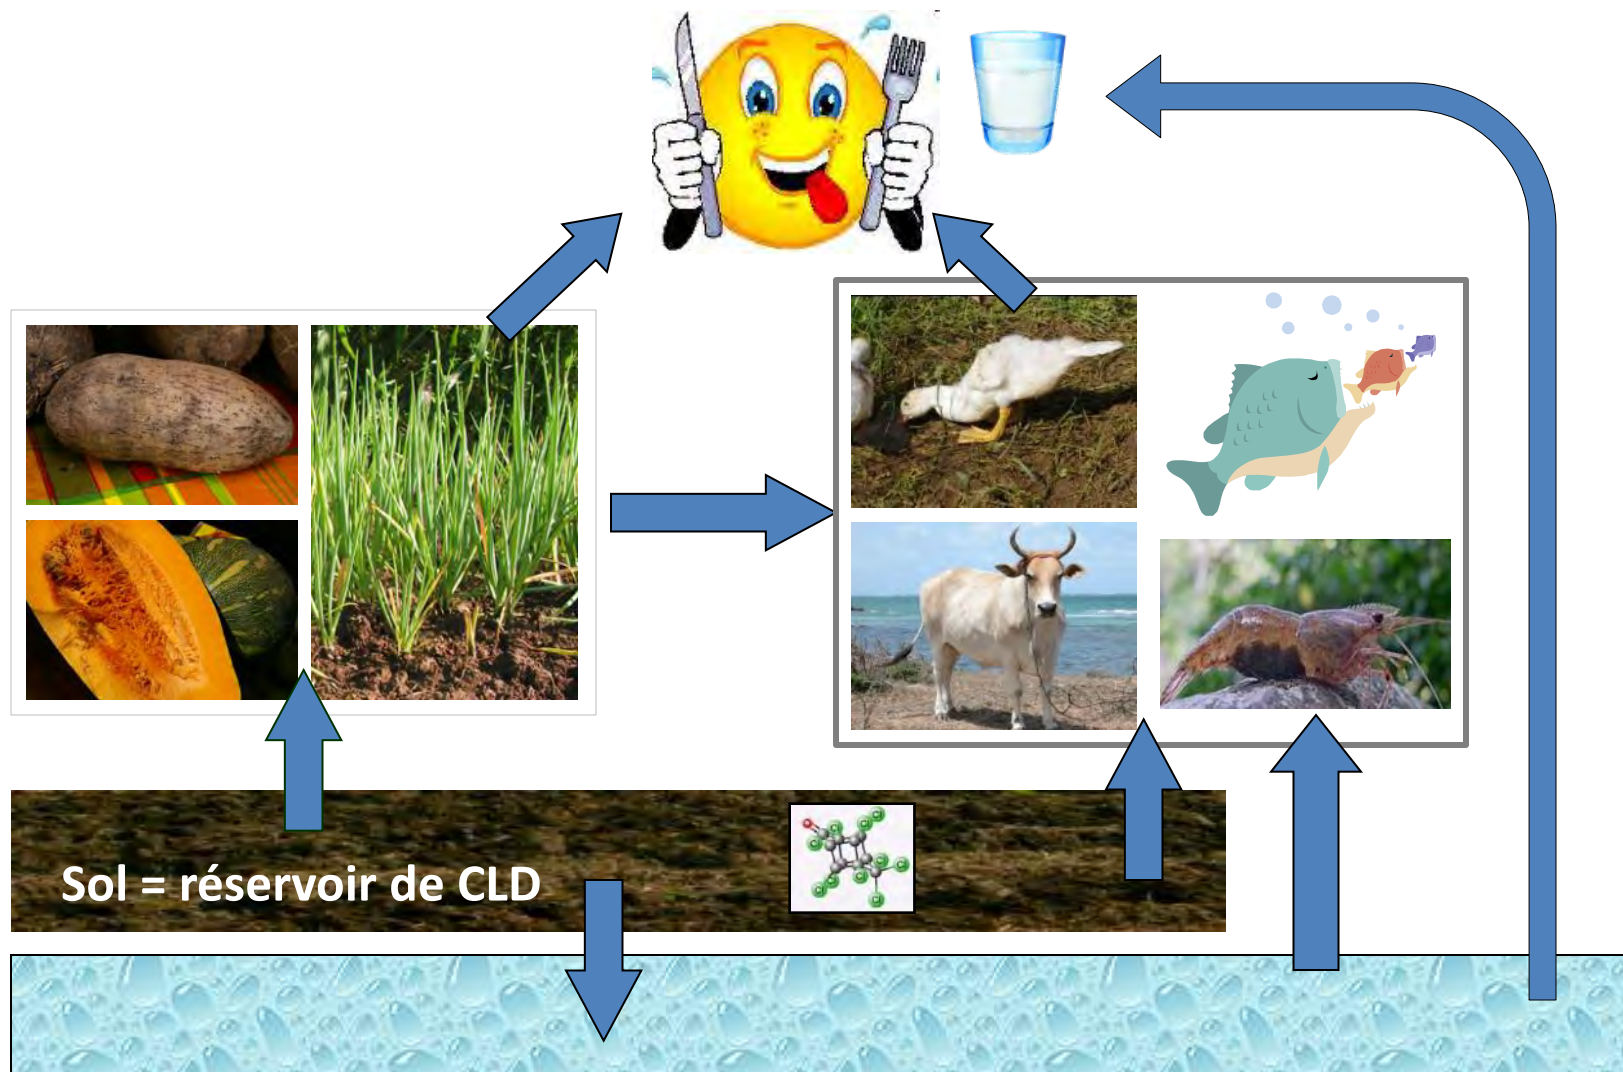 Sol = réservoir de CLD